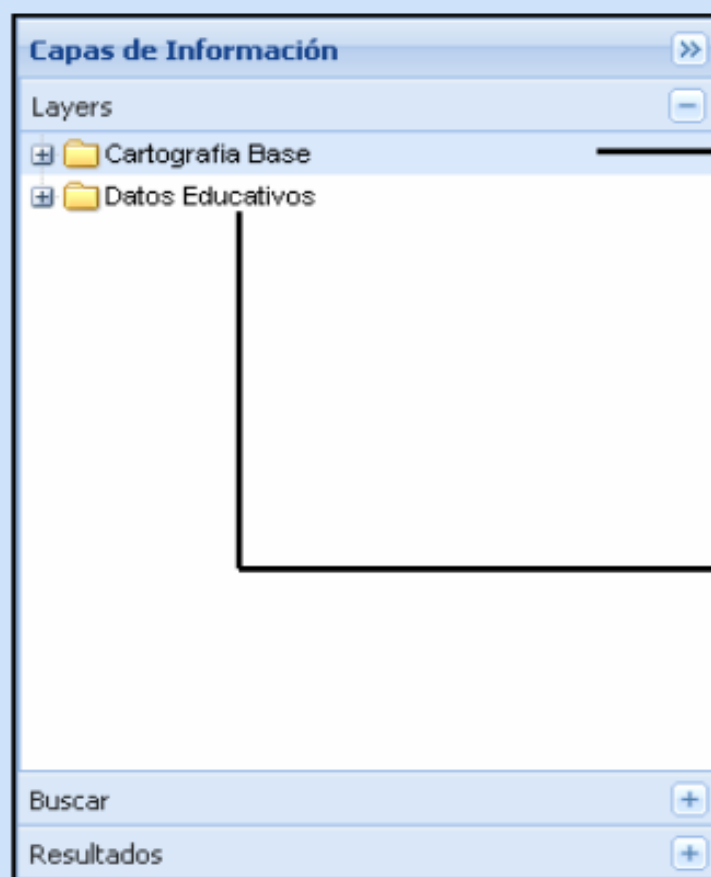 Capas de Información
Layers
Cartografia Base
Datos Educativos
Buscar
Resultados